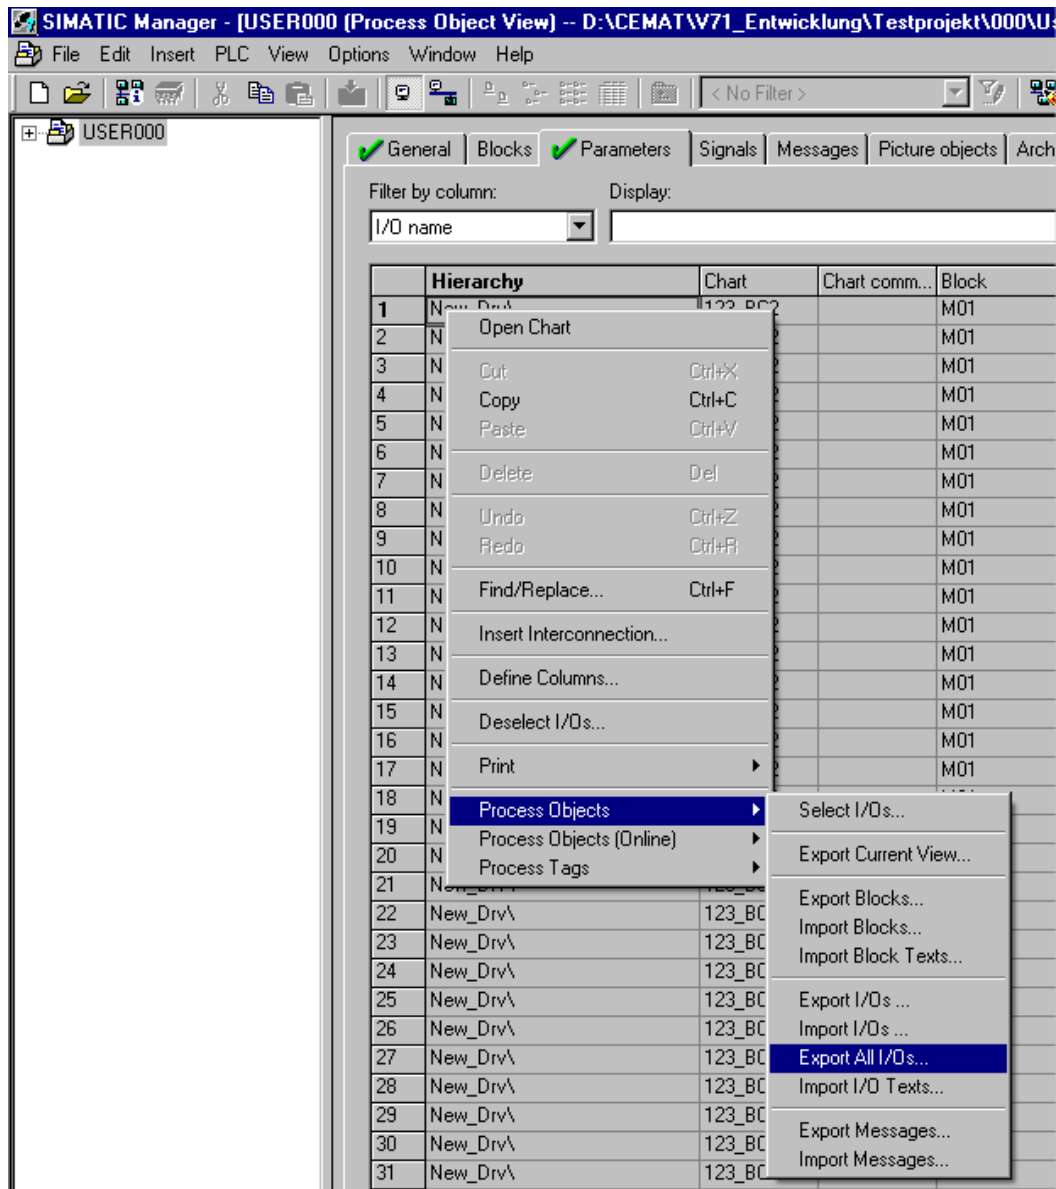 SIMATIC Manager - [USER000 (Process Object View) -- D:\CEMAT\V71_Entwicklung\Testprojekt\000\Us
File Edit Insert PLC View Options Window Help
< No Filter >
USER000
General Blocks Parameters Signals Messages Picture objects Arch
Filter by column: Display:
I/O name
Hierarchy Chart Chart comm... Block
1 New_Drv\ 123_BC2 M01
2 N M01
3 N M01
4 N M01
5 N M01
6 N M01
7 N M01
8 N M01
9 N M01
10 N M01
11 N M01
12 N M01
13 N M01
14 N M01
15 N M01
16 N M01
17 N M01
18 N
19 N
20 N
21 New_Drv\
22 New_Drv\ 123_BC
23 New_Drv\ 123_BC
24 New_Drv\ 123_BC
25 New_Drv\ 123_BC
26 New_Drv\ 123_BC
27 New_Drv\ 123_BC
28 New_Drv\ 123_BC
29 New_Drv\ 123_BC
30 New_Drv\ 123_BC
31 New_Drv\ 123_BC
Open Chart
Cut Ctrl+X
Copy Ctrl+C
Paste Ctrl+V
Delete Del
Undo Ctrl+Z
Redo Ctrl+R
Find/Replace... Ctrl+F
Insert Interconnection...
Define Columns...
Deselect I/Os...
Print
Process Objects
Process Objects (Online)
Process Tags
Select I/Os...
Export Current View...
Export Blocks...
Import Blocks...
Import Block Texts...
Export I/Os ...
Import I/Os ...
Export All I/Os...
Import I/O Texts...
Export Messages...
Import Messages...